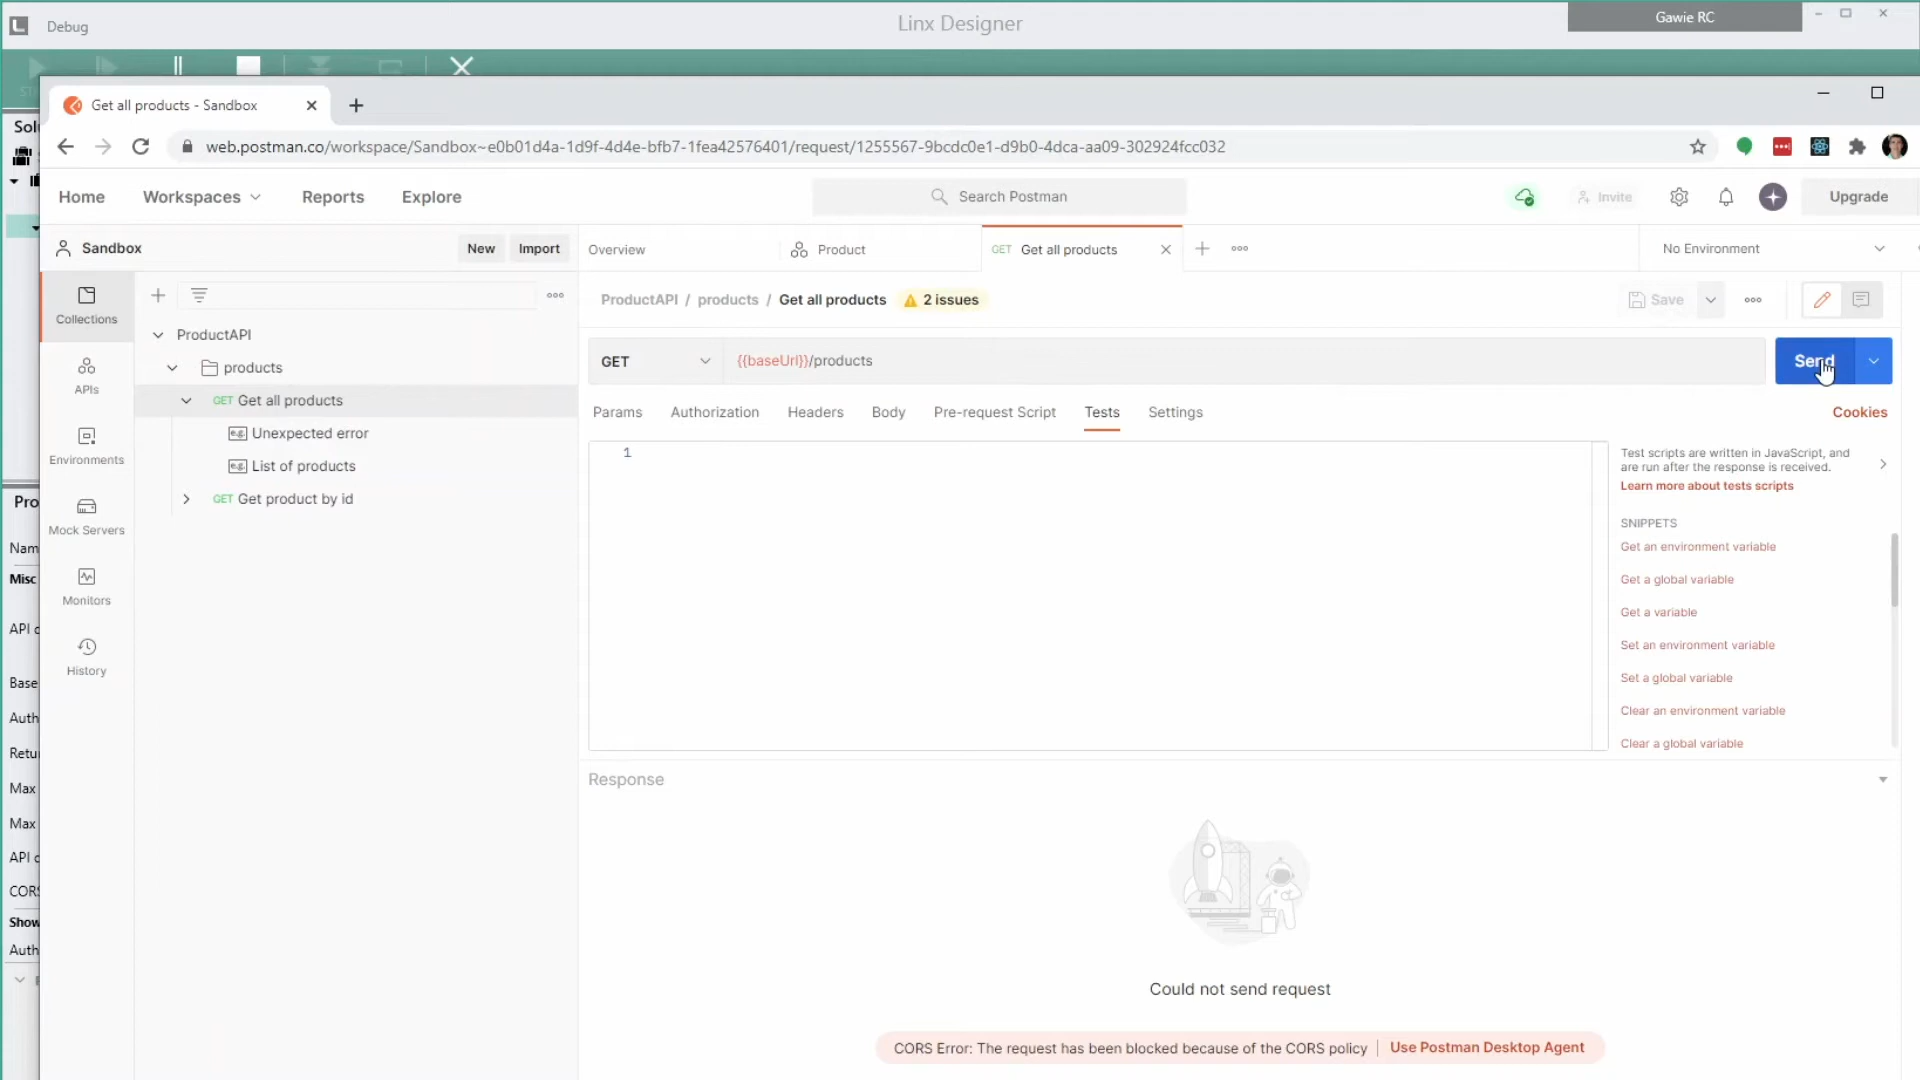 Debug
Linx Designer
Gawie RC
Get all products - Sandbox
web.postman.co/workspace/Sandbox~e0b01d4a-1d9f-4d4e-bfb7-1fea42576401/request/1255567-9bcdc0e1-d9b0-4dca-aa09-302924fcc032
Home
Workspaces
Reports
Explore
Search Postman
Invite
Upgrade
Sandbox
New
Import
Overview
Product
GET Get all products
No Environment
Collections
APIs
Environments
Mock Servers
Monitors
History
ProductAPI
products
GET Get all products
e.g. Unexpected error
e.g. List of products
GET Get product by id
ProductAPI / products / Get all products
2 issues
Save
GET
{{baseUrl}}/products
Send
Params
Authorization
Headers
Body
Pre-request Script
Tests
Settings
Cookies
1
Test scripts are written in JavaScript, and
are run after the response is received.
Learn more about tests scripts
SNIPPETS
Get an environment variable
Get a global variable
Get a variable
Set an environment variable
Set a global variable
Clear an environment variable
Clear a global variable
Response
Could not send request
CORS Error: The request has been blocked because of the CORS policy
Use Postman Desktop Agent
Solu
Pro
Nam
Misc
API c
Base
Auth
Retu
Max
Max
API c
CORS
Show
Auth